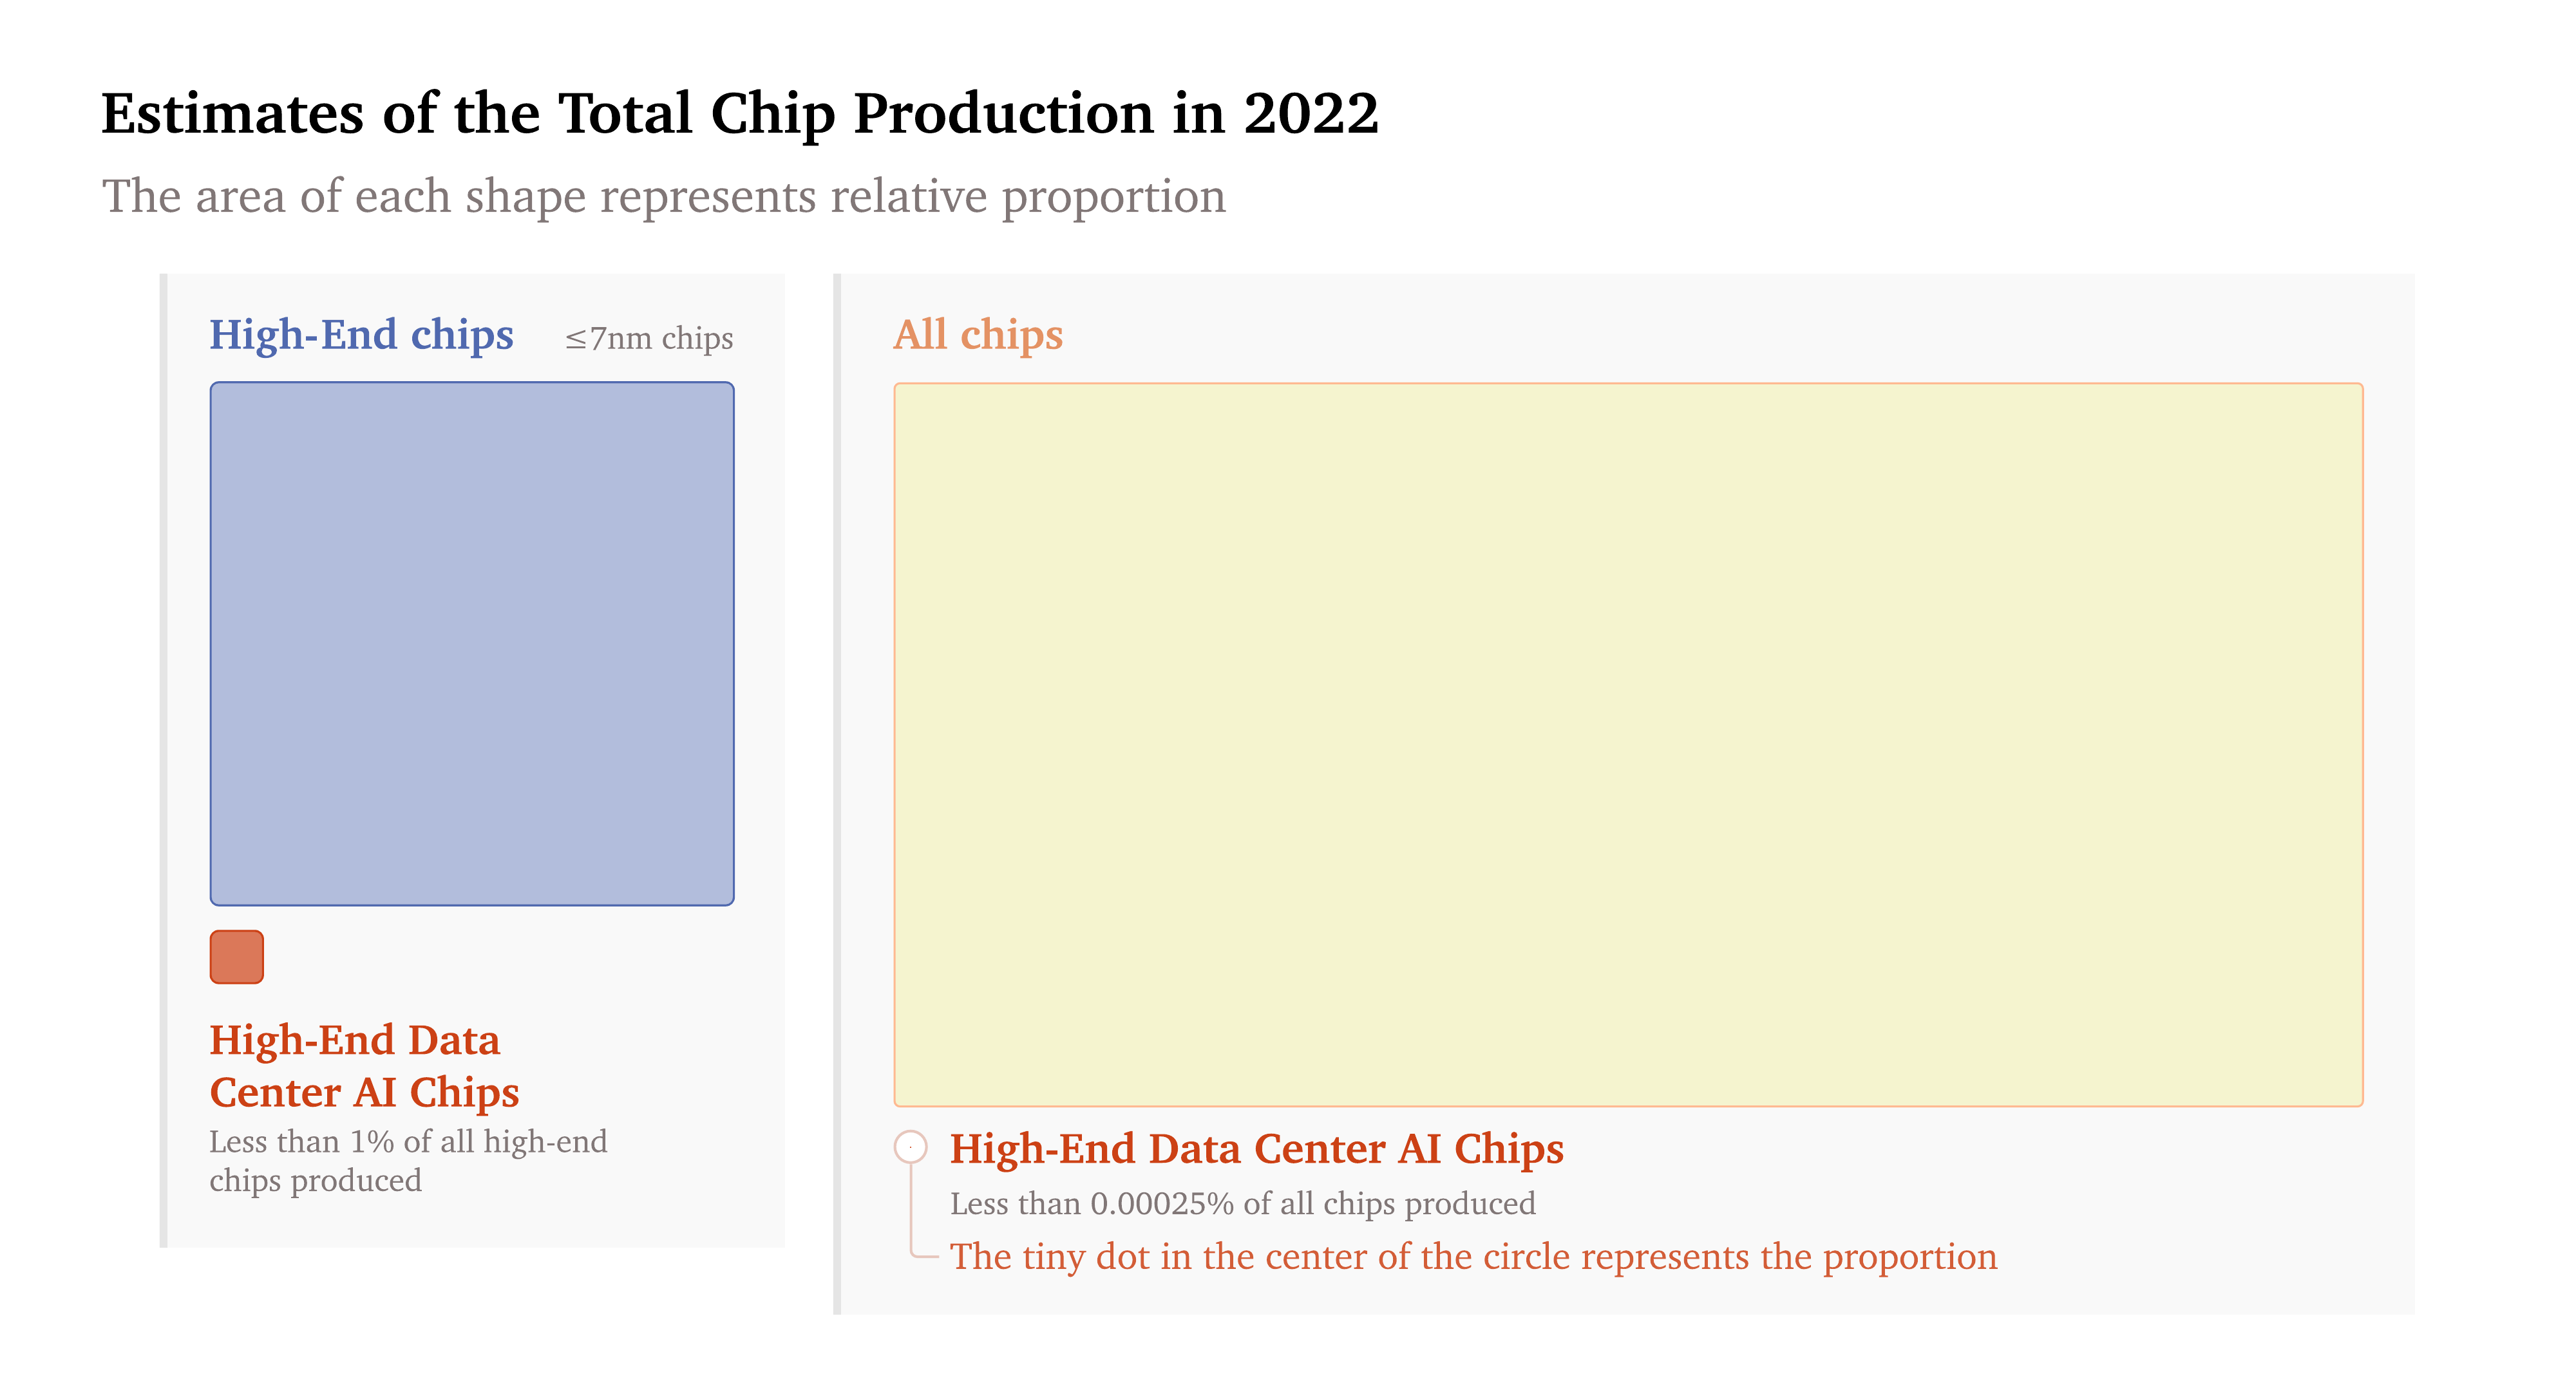 Estimates of the Total Chip Production in 2022
The area of each shape represents relative proportion
High-End chips
≤7nm chips
High-End Data
Center AI Chips
Less than 1% of all high-end
chips produced
All chips
High-End Data Center AI Chips
Less than 0.00025% of all chips produced
The tiny dot in the center of the circle represents the proportion